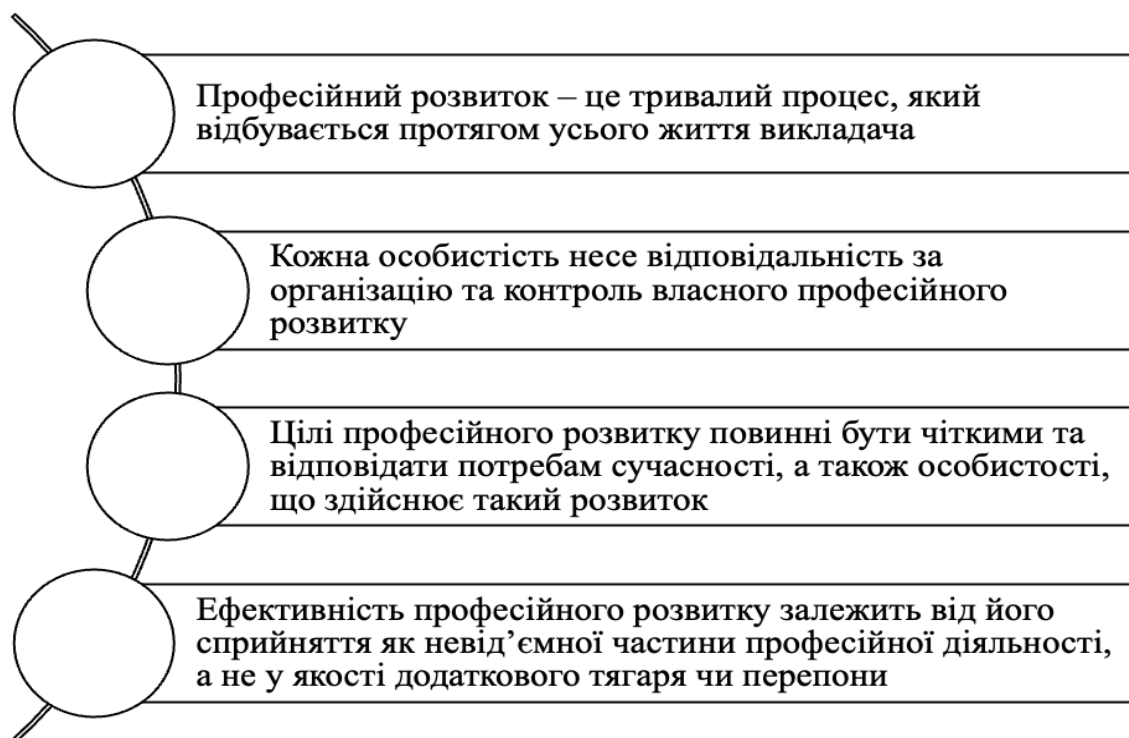 Професійний розвиток – це тривалий процес, який
відбувається протягом усього життя викладача
Кожна особистість несе відповідальність за
організацію та контроль власного професійного
розвитку
Цілі професійного розвитку повинні бути чіткими та
відповідати потребам сучасності, а також особистості,
що здійснює такий розвиток
Ефективність професійного розвитку залежить від його
сприйняття як невід’ємної частини професійної діяльності,
а не у якості додаткового тягаря чи перепони